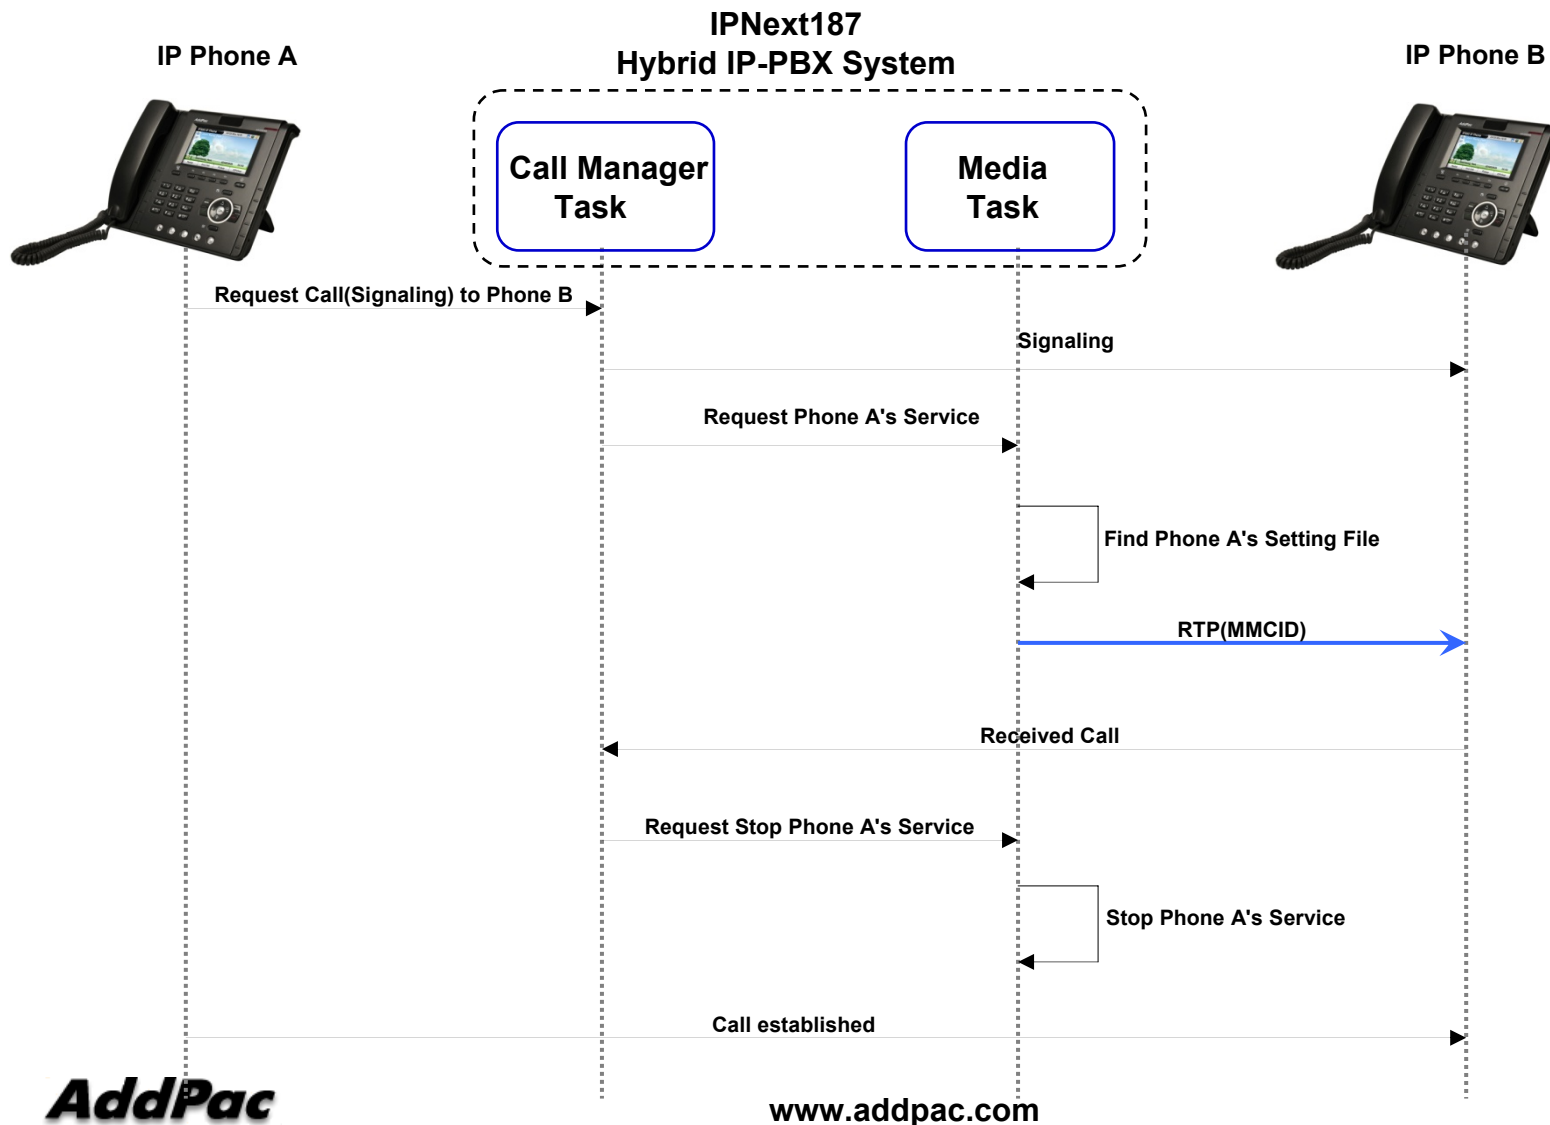 IPNext187
Hybrid IP-PBX System
IP Phone A
IP Phone B
Call Manager
Task
Media
Task
Request Call(Signaling) to Phone B
Signaling
Request Phone A's Service
Find Phone A's Setting File
RTP(MMCID)
Received Call
Request Stop Phone A's Service
Stop Phone A's Service
Call established
AddPac
www.addpac.com